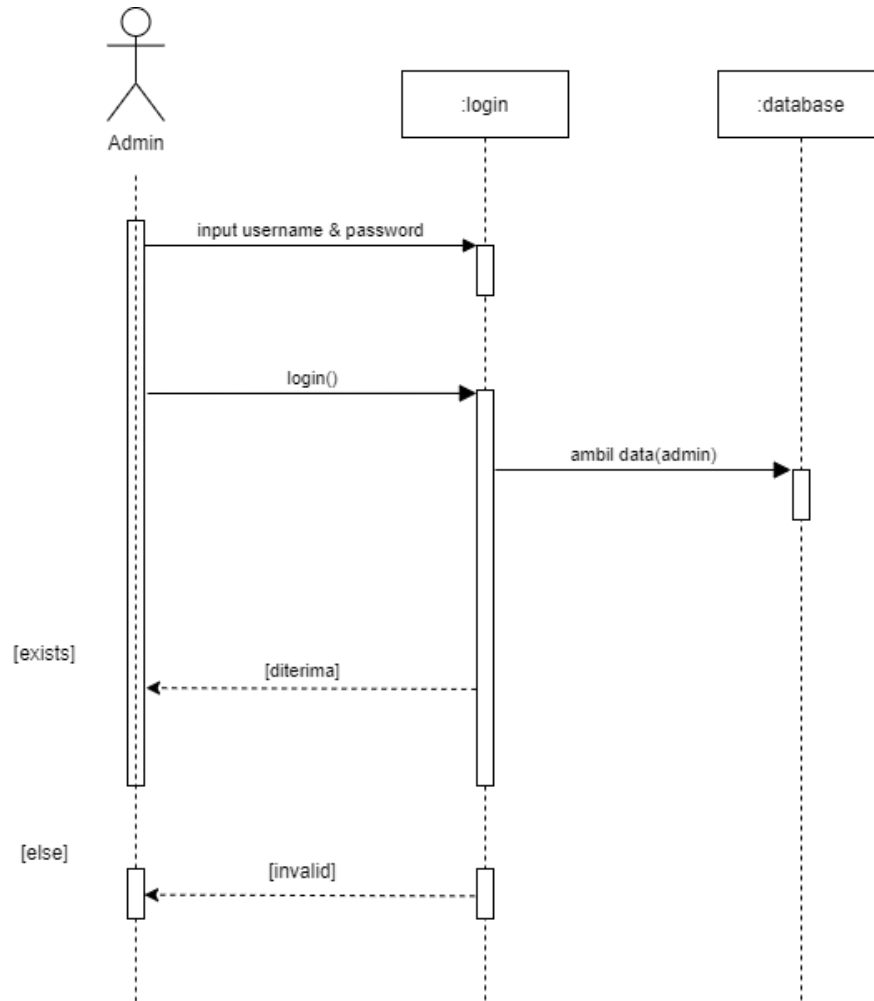 Admin
:login
:database
input username & password
login()
ambil data(admin)
[exists]
[diterima]
[else]
[invalid]